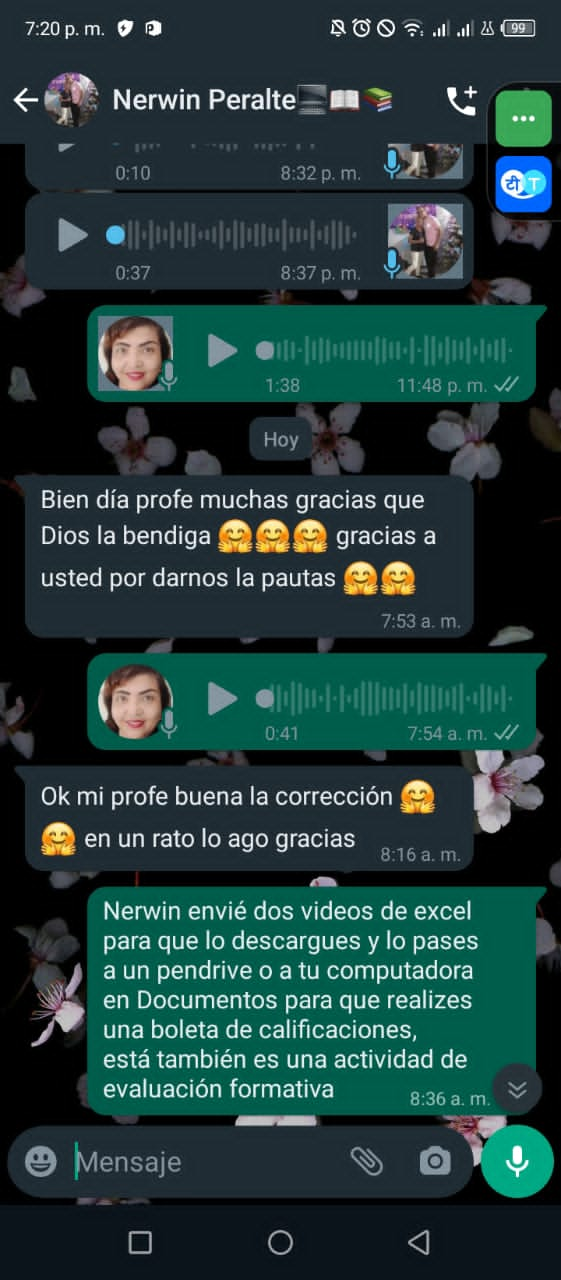 7:20 p. m.
99
Nerwin Peralte💻📖📚
0:10 8:32 p. m.
टी T
0:37 8:37 p. m.
1:38 11:48 p. m.
Hoy
Bien día profe muchas gracias que
Dios la bendiga 🤗🤗🤗 gracias a
usted por darnos la pautas 🤗🤗
7:53 a. m.
0:41 7:54 a. m.
Ok mi profe buena la corrección 🤗
🤗 en un rato lo ago gracias
8:16 a. m.
Nerwin envié dos videos de excel
para que lo descargues y lo pases
a un pendrive o a tu computadora
en Documentos para que realizes
una boleta de calificaciones,
está también es una actividad de
evaluación formativa
8:36 a. m.
Mensaje